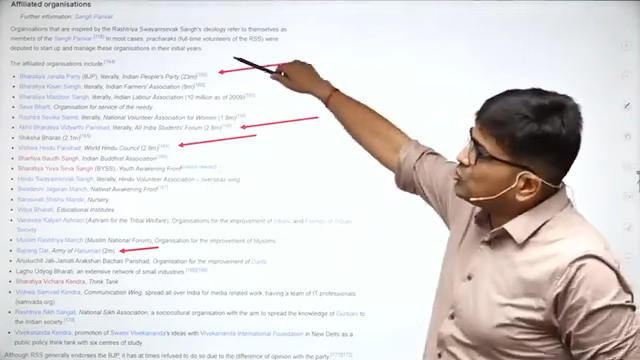 Affiliated organisations
Further information: Sangh Parivar
Organisations that are inspired by the Rashtriya Swayamsevak Sangh's ideology refer to themselves as
members of the Sangh Parivar. In most cases, pracharaks (full-time volunteers of the RSS) were
deputed to start up and manage these organisations in their initial years.
The affiliated organisations include:
Bharatiya Janata Party (BJP), literally, Indian People's Party (23m)
Bharatiya Kisan Sangh, literally, Indian Farmers' Association (8m)
Bharatiya Mazdoor Sangh, literally, Indian Labour Association (10 million as of 2009)
Seva Bharti, Organisation for service of the needy
Rashtra Sevika Samiti, literally, National Volunteer Association for Women (1.8m)
Akhil Bharatiya Vidyarthi Parishad, literally, All India Students' Forum (2.8m)
Shiksha Bharati (2.1m)
Vishwa Hindu Parishad, World Hindu Council (2.8m)
Bhartiya Baudh Sangh, Indian Buddhist Association
Bharatiya Yuva Seva Sangh (BYSS), Youth Awakening Front
Hindu Swayamsevak Sangh, literally, Hindu Volunteer Association – overseas wing
Swadeshi Jagaran Manch, Nativist Awakening Front
Saraswati Shishu Mandir, Nursery
Vidya Bharati, Educational Institutes
Vanavasi Kalyan Ashram (Ashram for the Tribal Welfare), Organisations for the improvement of tribals; and Friends of Tribals
Society
Muslim Rashtriya Manch (Muslim National Forum), Organisation for the improvement of Muslims
Bajrang Dal, Army of Hanuman (2m)
Anusuchit Jati-Jamati Arakshan Bachao Parishad, Organisation for the improvement of Dalits
Laghu Udyog Bharati, an extensive network of small industries
Bharatiya Vichara Kendra, Think Tank
Vishwa Samvad Kendra, Communication Wing, spread all over India for media related work, having a team of IT professionals
(samvada.org)
Rashtriya Sikh Sangat, National Sikh Association, a sociocultural organisation with the aim to spread the knowledge of Gurbani to
the Indian society.
Vivekananda Kendra, promotion of Swami Vivekananda's ideas with Vivekananda International Foundation in New Delhi as a
public policy think tank with six centres of study
Although RSS generally endorses the BJP, it has at times refused to do so due to the difference of opinion with the party.